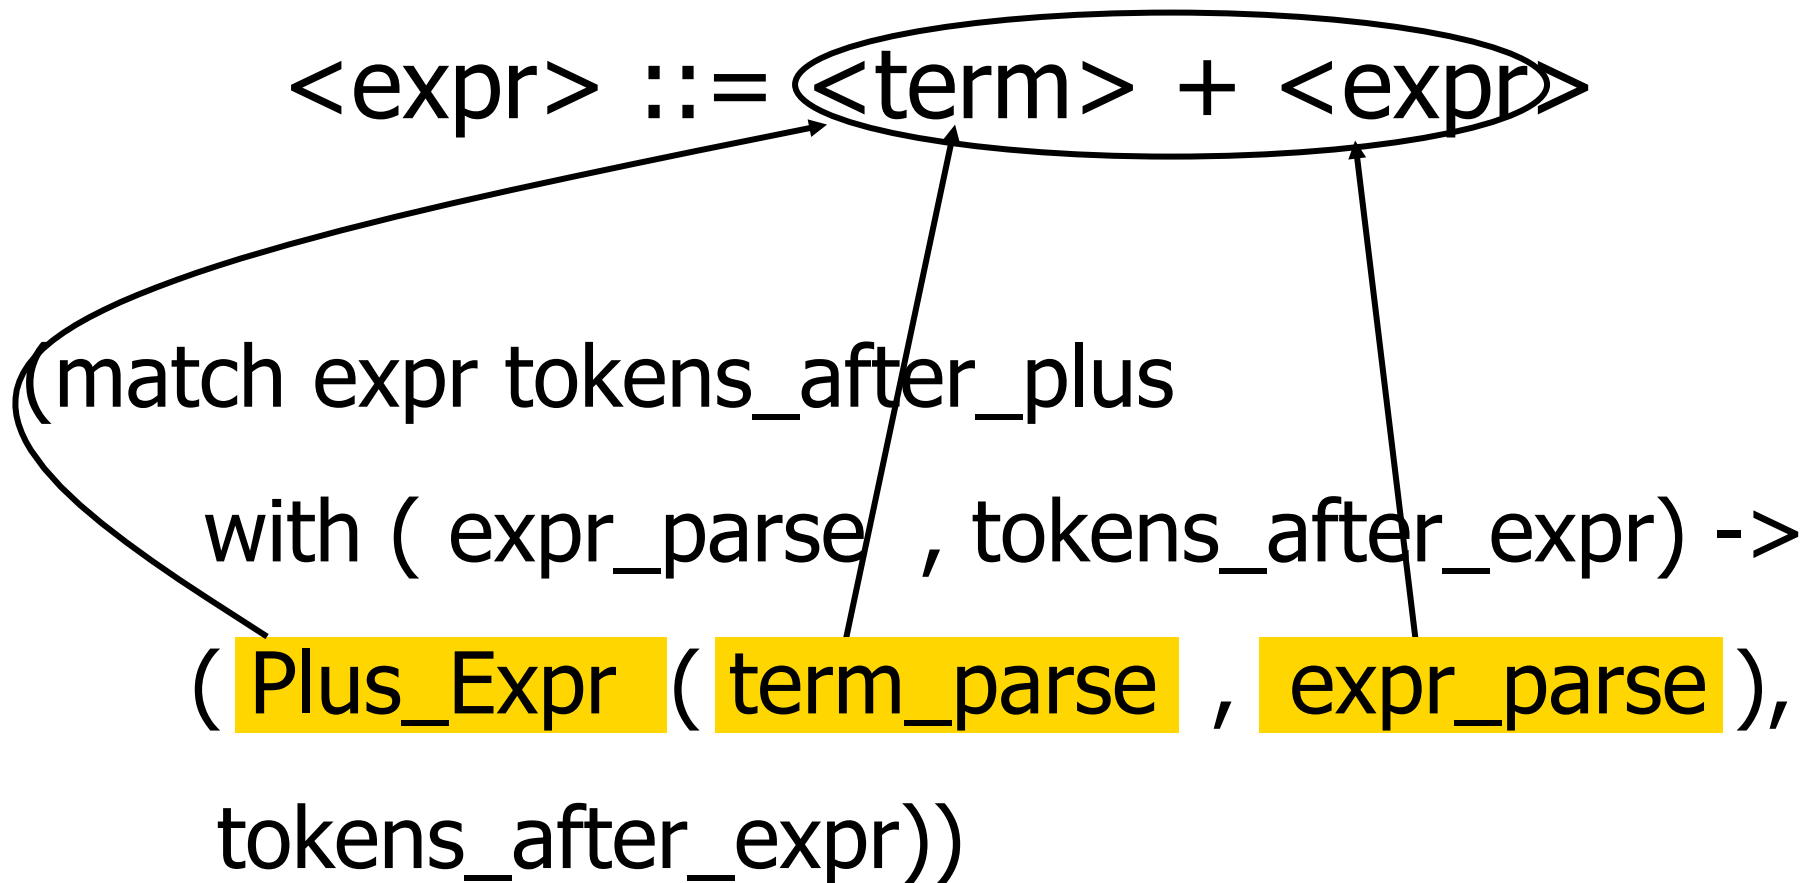 <expr> ::= <term> + <expr>
(match expr tokens_after_plus
with ( expr_parse , tokens_after_expr) ->
( Plus_Expr ( term_parse , expr_parse ),
tokens_after_expr))